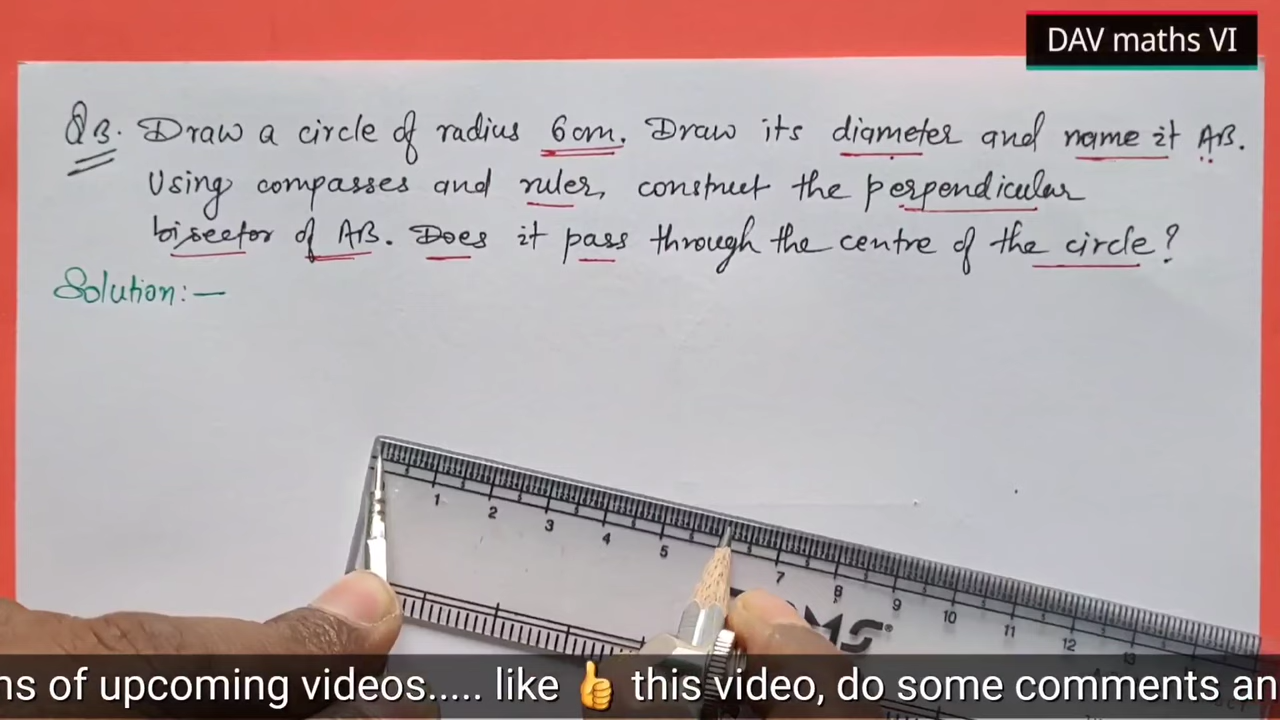 DAV maths VI
Q3. Draw a circle of radius 6cm. Draw its diameter and name it AB.
Using compasses and ruler, construct the perpendicular
bisector of AB. Does it pass through the centre of the circle?
Solution:-
1 2 3 4 5 7 8 9 10 11 12 13
ns of upcoming videos..... like 👍 this video, do some comments an